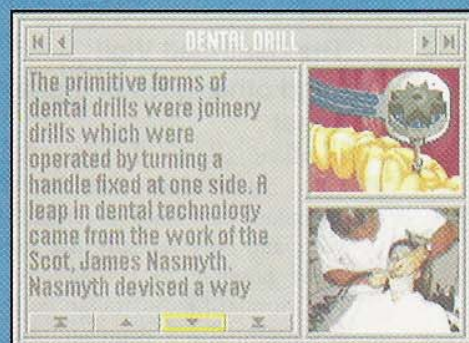 DENTAL DRILL
The primitive forms of
dental drills were joinery
drills which were
operated by turning a
handle fixed at one side. A
leap in dental technology
came from the work of the
Scot, James Nasmyth.
Nasmyth devised a way